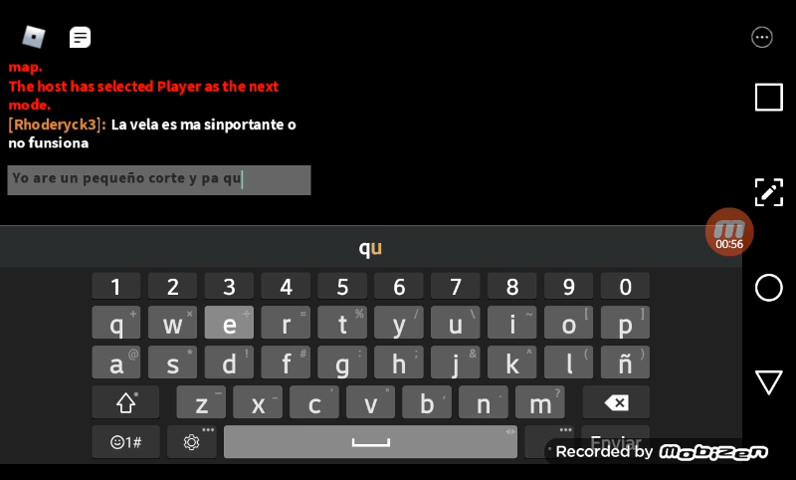 map.
The host has selected Player as the next
mode.
[Rhoderyck3]: La vela es ma sinportante o
no funsiona
Yo are un pequeño corte y pa qu
00:56
qu
1 2 3 4 5 6 7 8 9 0
q w e r t y u i o p
a s d f g h j k l ñ
z x c v b n m
1#
Enviar
Recorded by mobizen